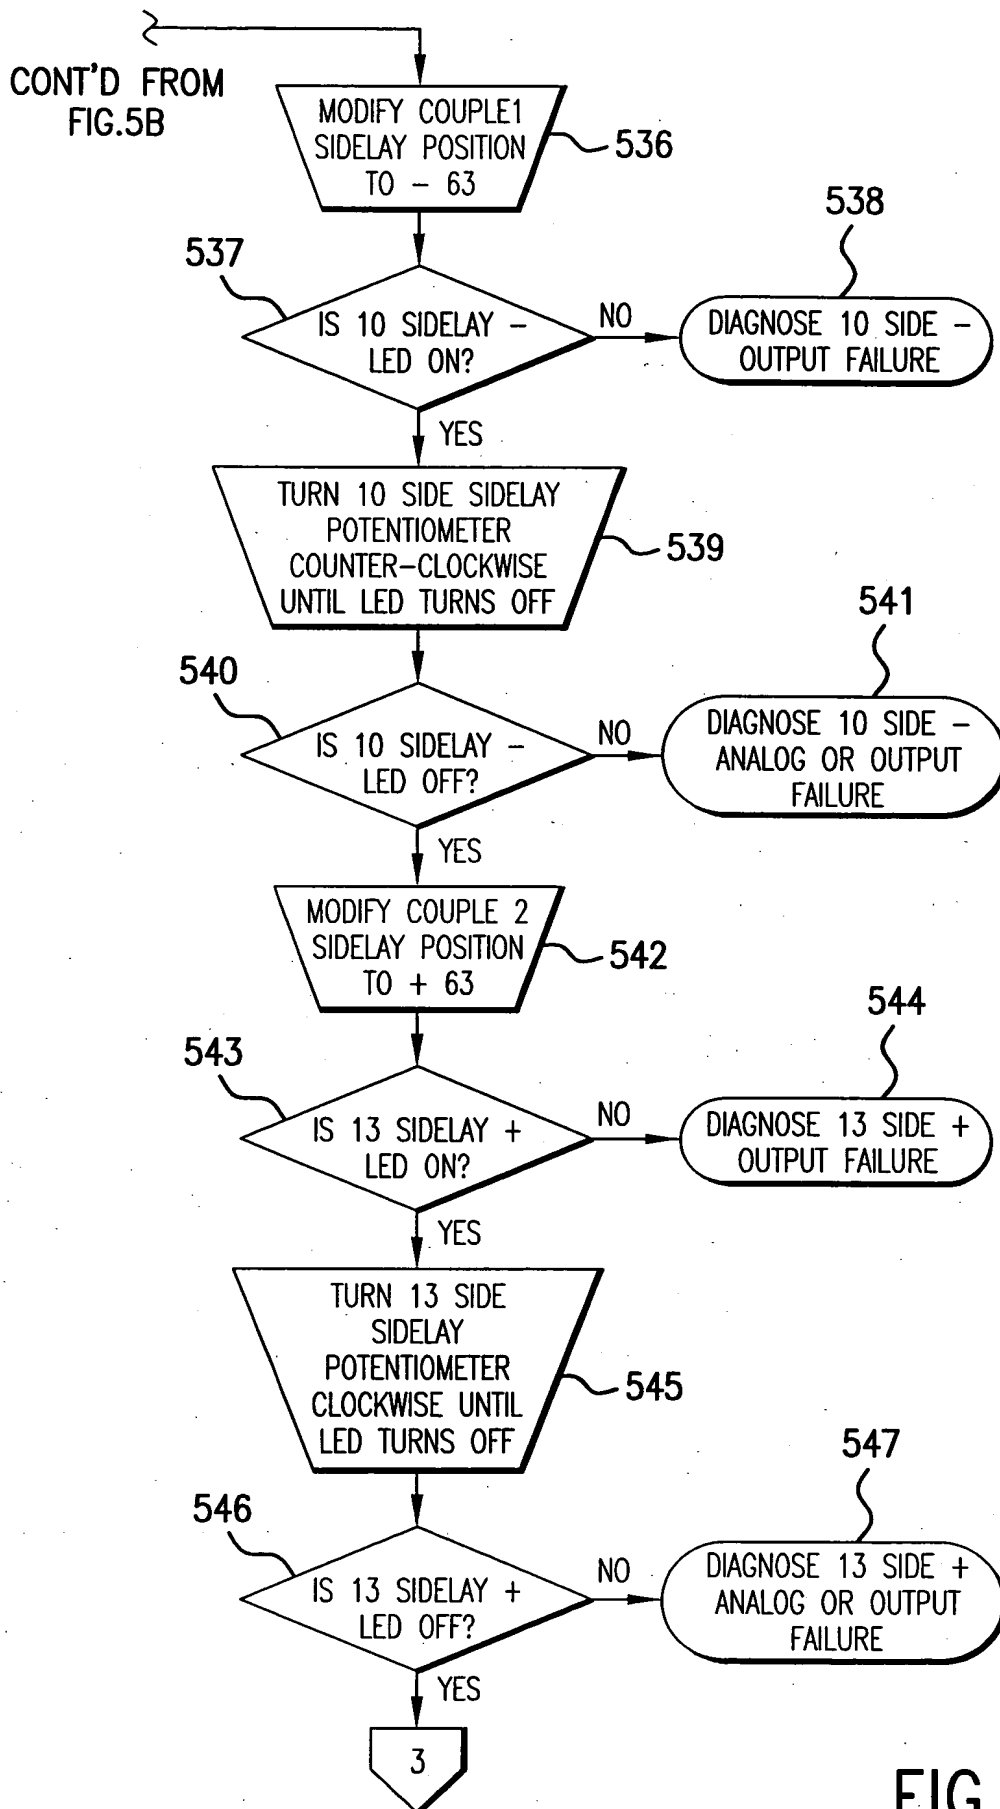 CONT'D FROM
FIG.5B
MODIFY COUPLE1
SIDELAY POSITION
TO - 63
536
537
IS 10 SIDELAY -
LED ON?
NO
538
DIAGNOSE 10 SIDE -
OUTPUT FAILURE
YES
TURN 10 SIDE SIDELAY
POTENTIOMETER
COUNTER-CLOCKWISE
UNTIL LED TURNS OFF
539
540
IS 10 SIDELAY -
LED OFF?
NO
541
DIAGNOSE 10 SIDE -
ANALOG OR OUTPUT
FAILURE
YES
MODIFY COUPLE 2
SIDELAY POSITION
TO + 63
542
543
IS 13 SIDELAY +
LED ON?
NO
544
DIAGNOSE 13 SIDE +
OUTPUT FAILURE
YES
TURN 13 SIDE
SIDELAY
POTENTIOMETER
CLOCKWISE UNTIL
LED TURNS OFF
545
546
IS 13 SIDELAY +
LED OFF?
NO
547
DIAGNOSE 13 SIDE +
ANALOG OR OUTPUT
FAILURE
YES
3
FIG